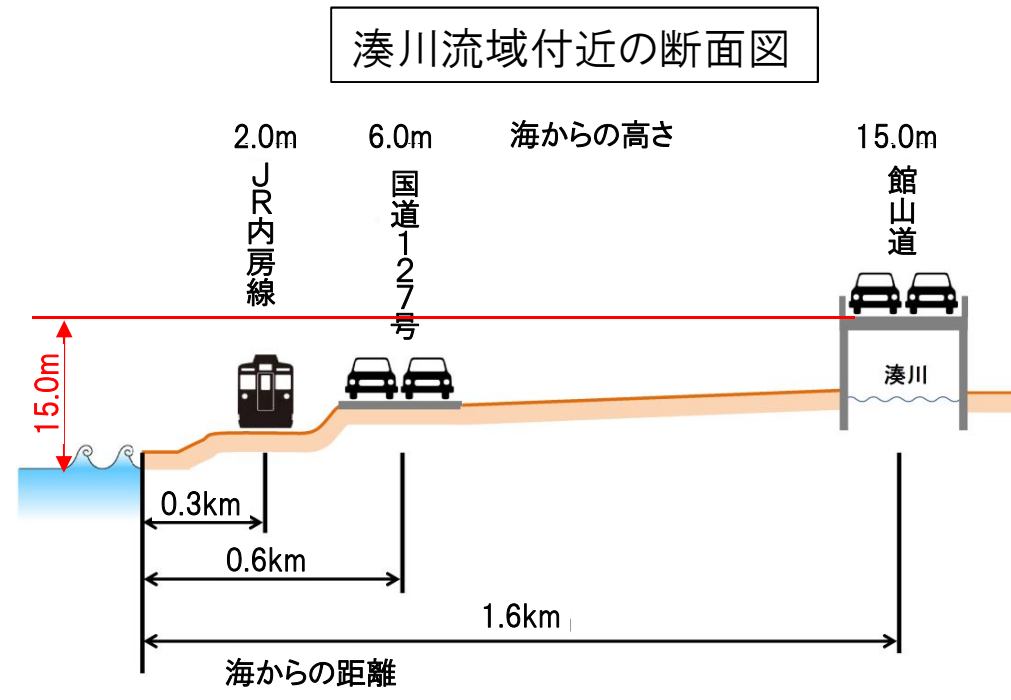 湊川流域付近の断面図
2.0m
6.0m
海からの高さ
15.0m
JR内房線
国道127号
館山道
15.0m
湊川
0.3km
0.6km
1.6km
海からの距離